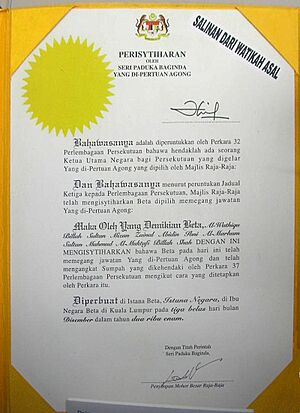 SALINAN DARI WATIKAH ASAL
PERISYTIHARAN
OLEH
SERI PADUKA BAGINDA
YANG DI-PERTUAN AGONG
Bahawasanya adalah diperuntukkan oleh Perkara 32
Perlembagaan Persekutuan bahawa hendaklah ada seorang
Ketua Utama Negara bagi Persekutuan yang digelar
Yang di-Pertuan Agong yang dipilih oleh Majlis Raja-Raja:
Dan Bahawasanya menurut peruntukan Jadual
Ketiga kepada Perlembagaan Persekutuan, Majlis Raja-Raja
telah mengisytiharkan Beta dipilih memegang jawatan
Yang di-Pertuan Agong:
Maka Oleh Yang Demikian Beta, Al-Wathiqu
Billah Sultan Mizan Zainal Abidin Ibni Al-Marhum
Sultan Mahmud Al-Muktafi Billah Shah DENGAN INI
MENGISYTIHARKAN BAHAWA Beta pada hari ini telah
memegang jawatan Yang di-Pertuan Agong dan telah
mengangkat Sumpah yang dikehendaki oleh Perkara 37
Perlembagaan Persekutuan mengikut cara yang ditetapkan
oleh Perkara itu.
Diperbuat di Istana Beta, Istana Negara, di Ibu
Negara Beta di Kuala Lumpur pada tiga belas hari bulan
Disember dalam tahun dua ribu enam.
Dengan Titah Perintah
Seri Paduka Baginda,
Penyimpan Mohor Besar Raja-Raja